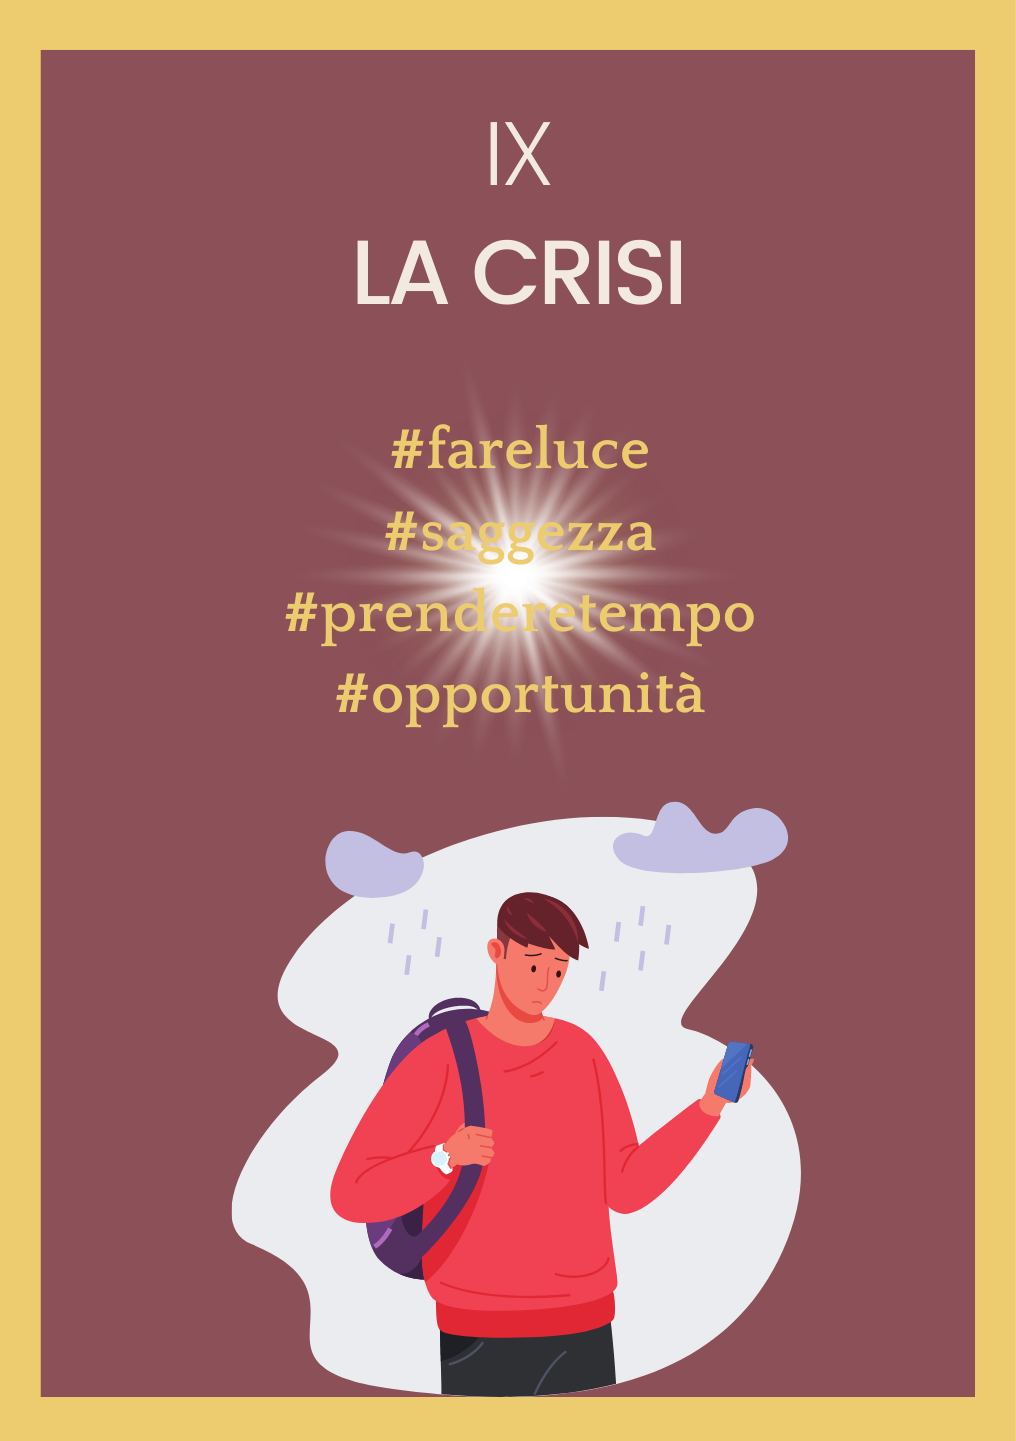 IX
LA CRISI
#fareluce
#saggezza
#prenderetempo
#opportunità